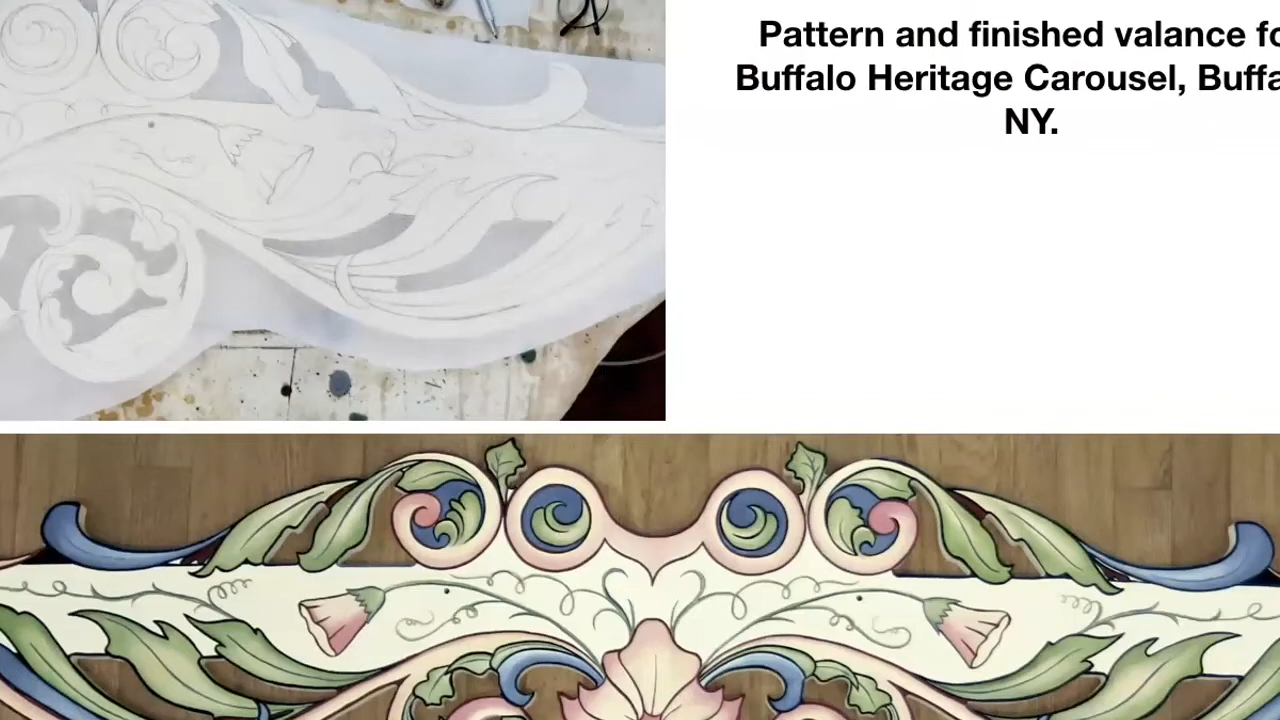 Pattern and finished valance fo
Buffalo Heritage Carousel, Buffa
NY.